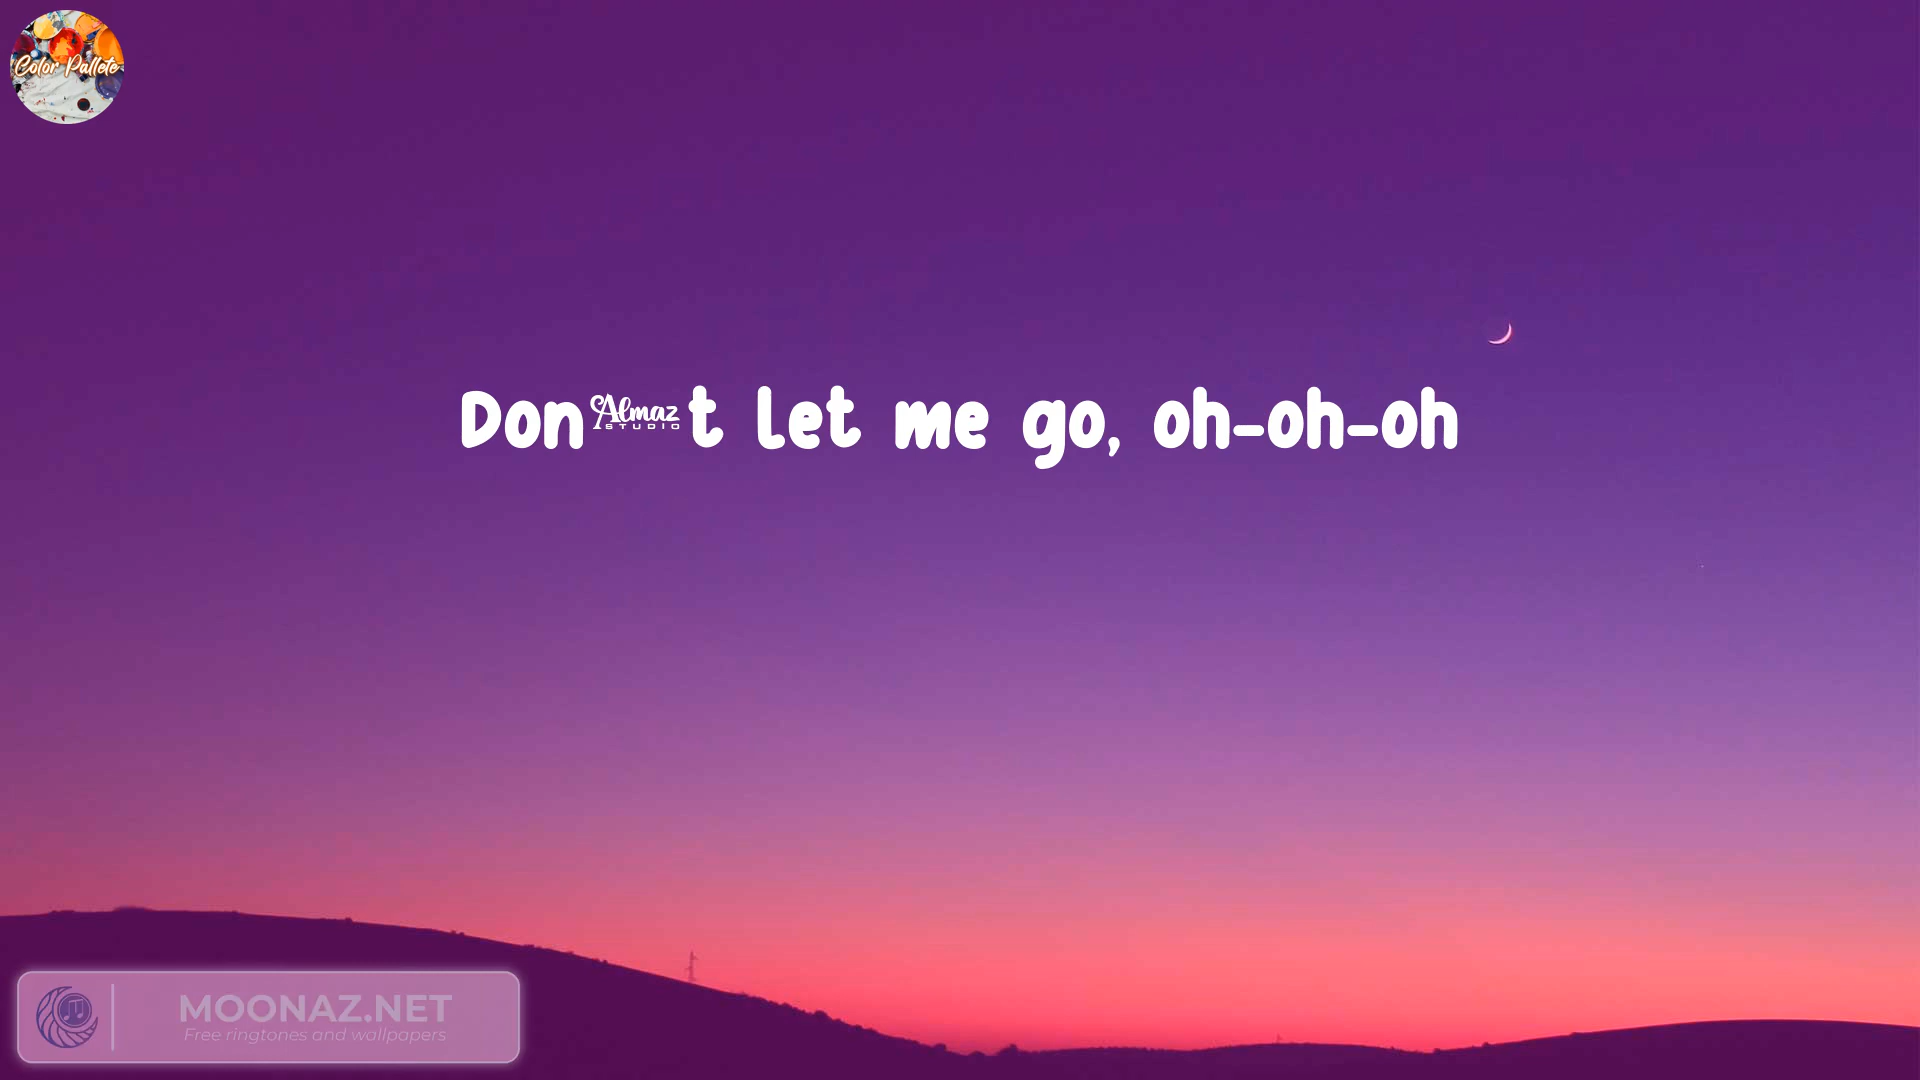 Color Pallete
Don Almaz STUDIO t let me go, oh-oh-oh
MOONAZ.NET
Free ringtones and wallpapers